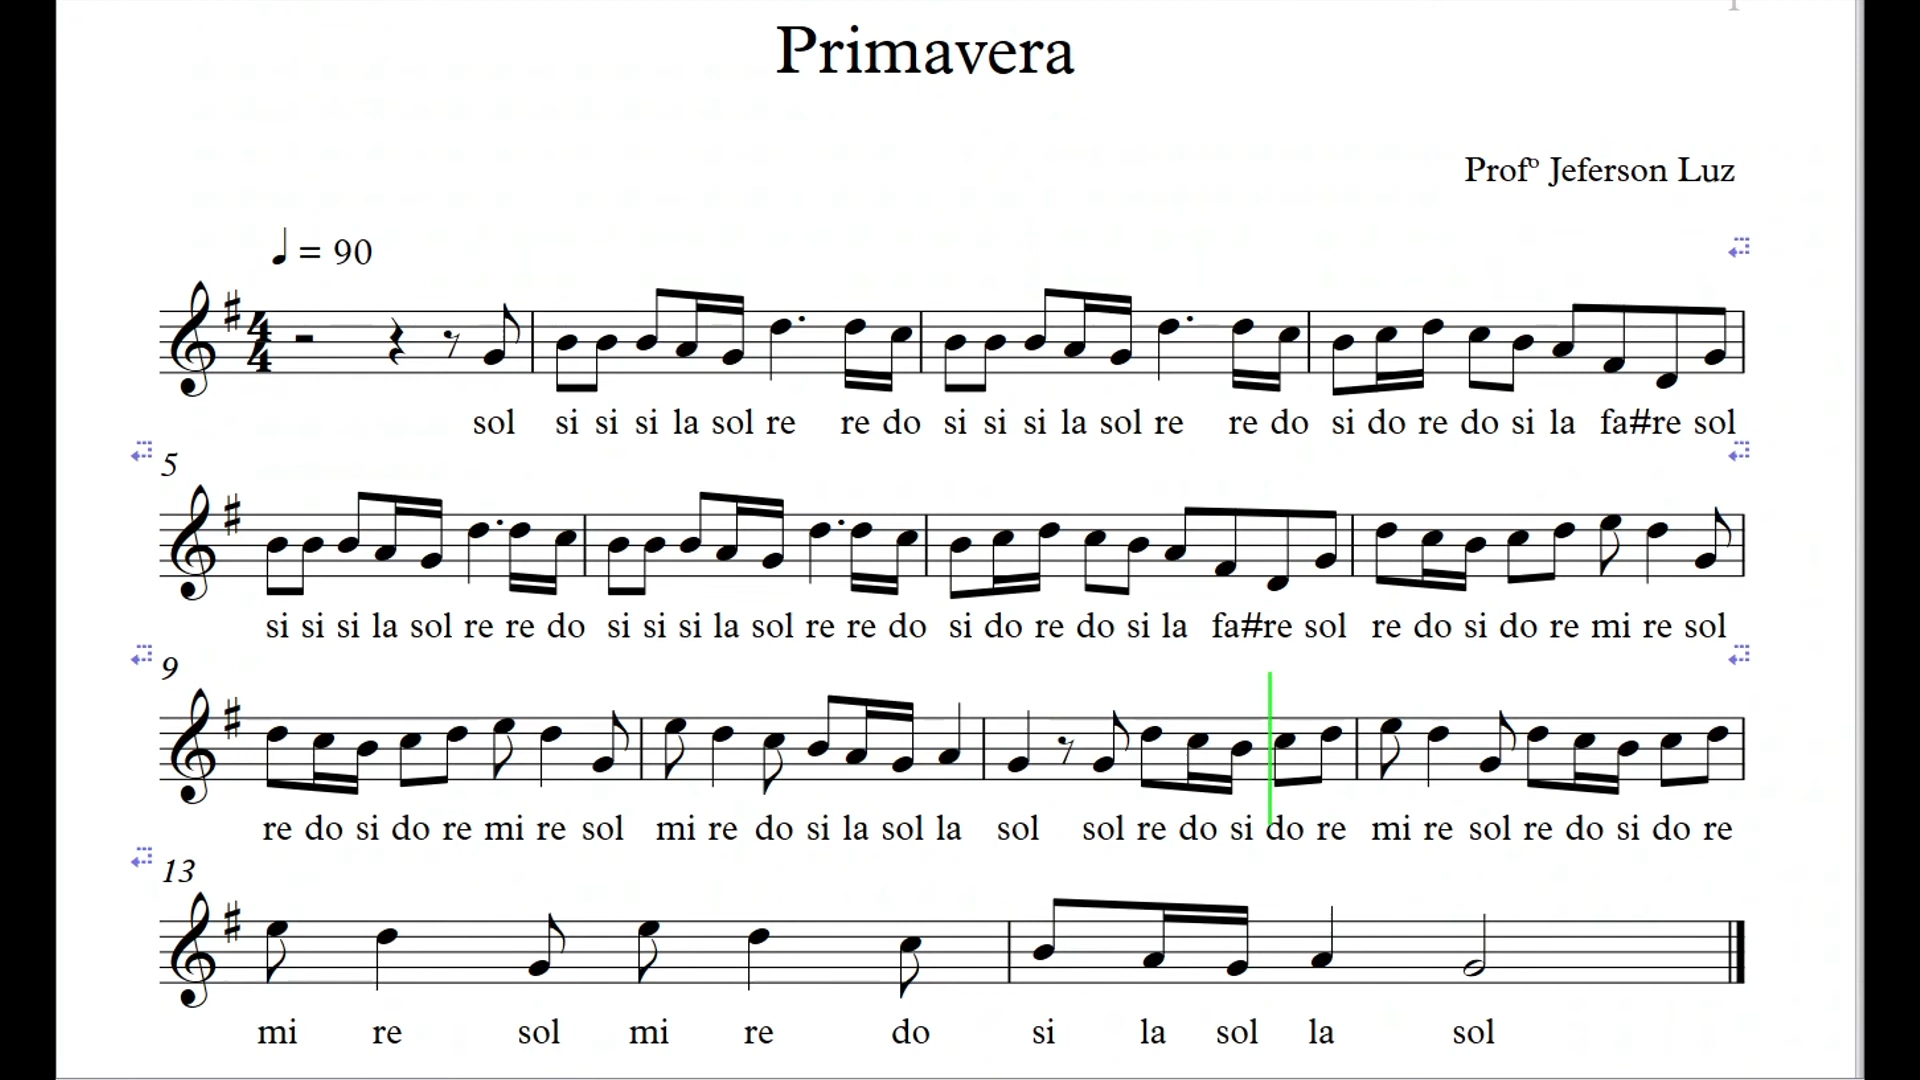 Primavera
Profº Jeferson Luz
♩ = 90
sol si si si la sol re re do si si si la sol re re do si do re do si la fa#re sol
5
si si si la sol re re do si si si la sol re re do si do re do si la fa#re sol re do si do re mi re sol
9
re do si do re mi re sol mi re do si la sol la sol sol re do si do re mi re sol re do si do re
13
mi re sol mi re do si la sol la sol